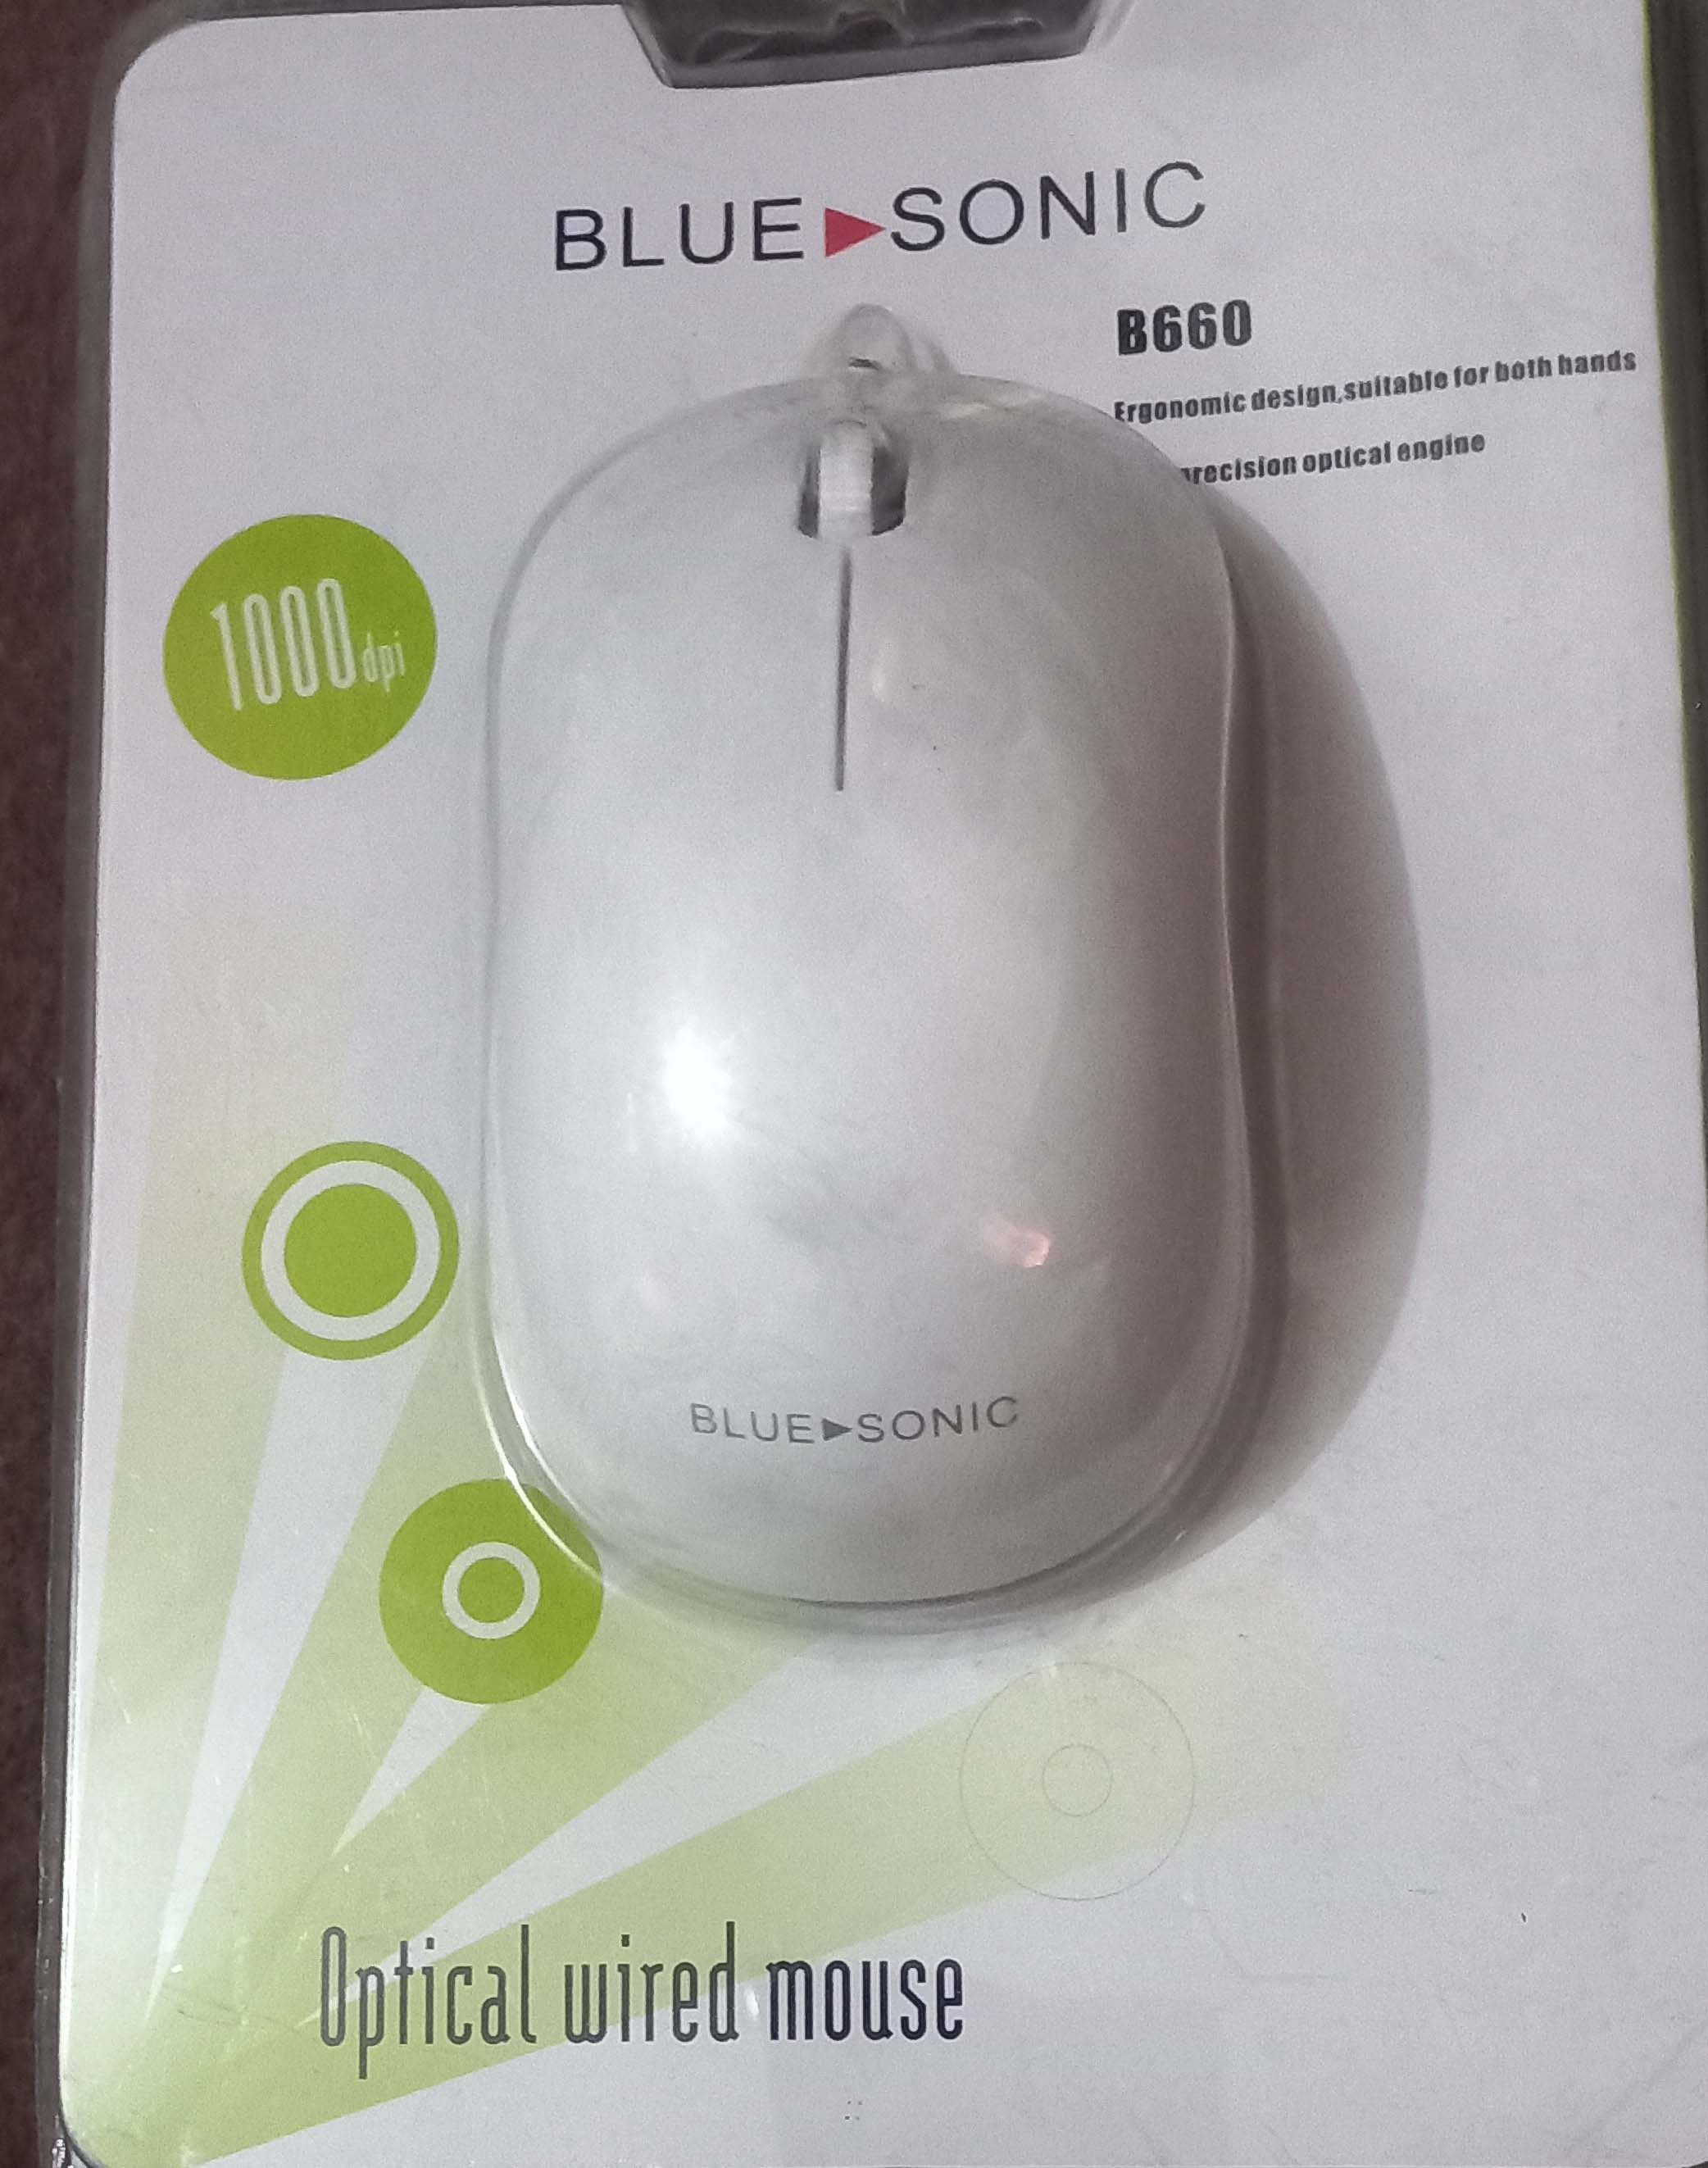 BLUE▶SONIC
B660
Ergonomic design,suitable for both hands
recision optical engine
1000dpi
BLUE▶SONIC
Optical wired mouse